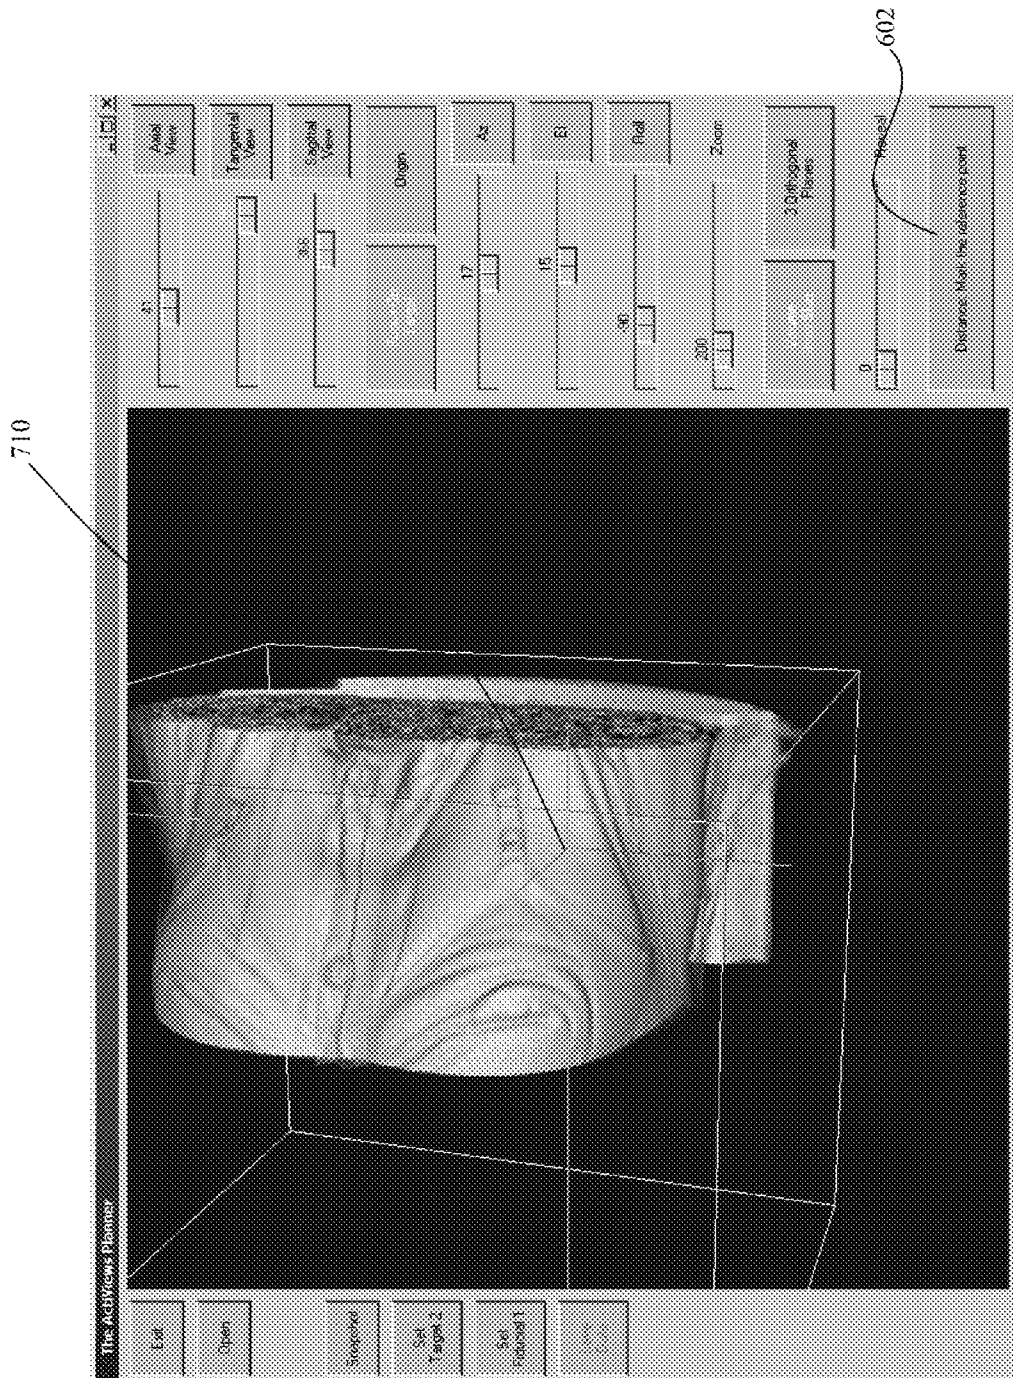 710
602
The ActiViews Planner
Exit
Open
Snapshot
Set
Target 2
Set
Fiducial 1
41
Axial
View
Tangential
View
Sagittal
View
Origin
17
Az
15
El
90
Roll
200
Zoom
3 Orthogonal
Planes
0
Reveal
Distance: Mark the reference point